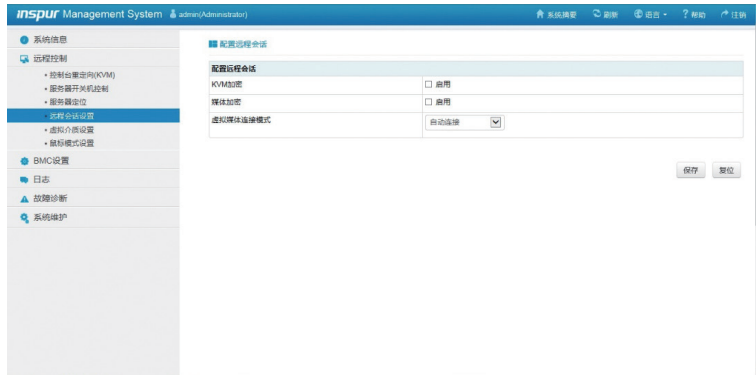 inspur Management System admin(Administrator) 系统摘要 刷新 语言 ? 帮助 注销
系统信息
远程控制
• 控制台重定向(KVM)
• 服务器开关机控制
• 服务器定位
• 远程会话设置
• 虚拟介质设置
• 鼠标模式设置
BMC设置
日志
故障诊断
系统维护
配置远程会话
配置远程会话
KVM加密 启用
媒体加密 启用
虚拟媒体连接模式 自动连接
保存 复位